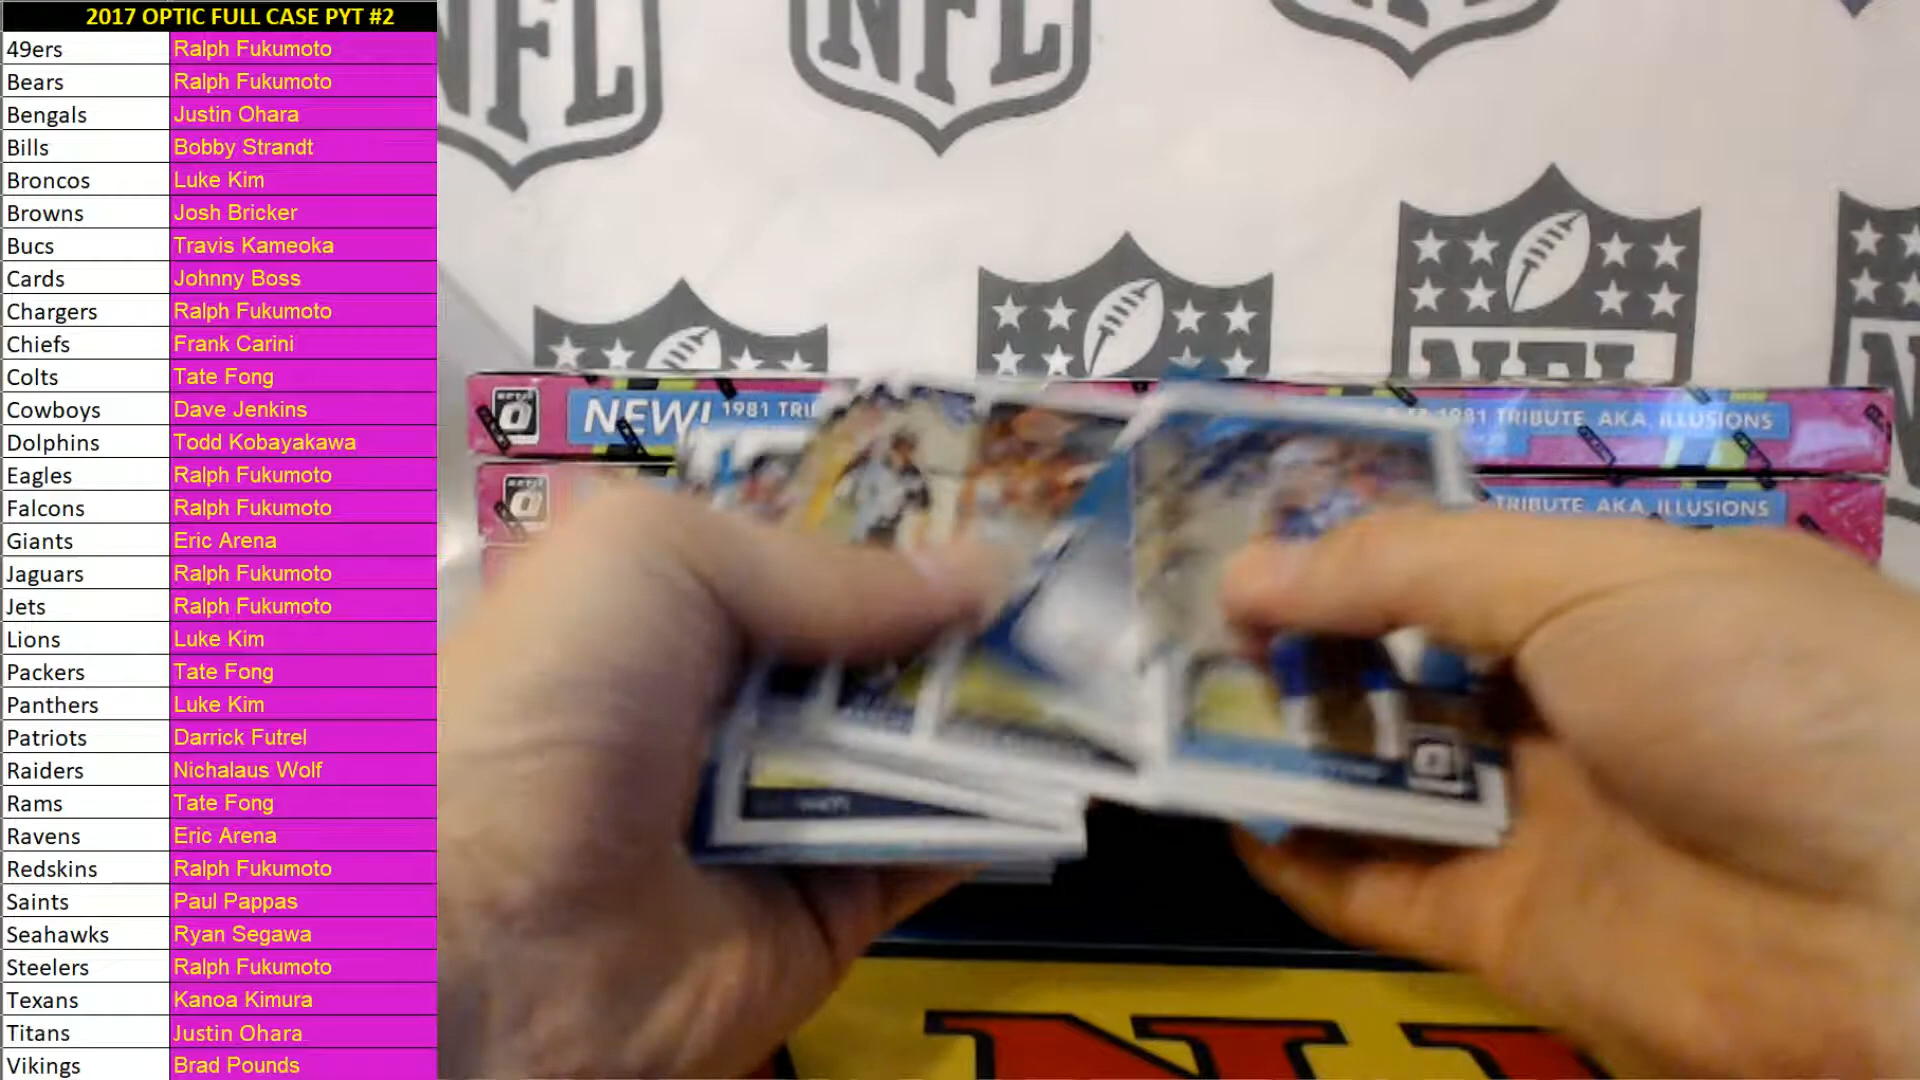 2017 OPTIC FULL CASE PYT #2
49ers Ralph Fukumoto
Bears Ralph Fukumoto
Bengals Justin Ohara
Bills Bobby Strandt
Broncos Luke Kim
Browns Josh Bricker
Bucs Travis Kameoka
Cards Johnny Boss
Chargers Ralph Fukumoto
Chiefs Frank Carini
Colts Tate Fong
Cowboys Dave Jenkins
Dolphins Todd Kobayakawa
Eagles Ralph Fukumoto
Falcons Ralph Fukumoto
Giants Eric Arena
Jaguars Ralph Fukumoto
Jets Ralph Fukumoto
Lions Luke Kim
Packers Tate Fong
Panthers Luke Kim
Patriots Darrick Futrel
Raiders Nichalaus Wolf
Rams Tate Fong
Ravens Eric Arena
Redskins Ralph Fukumoto
Saints Paul Pappas
Seahawks Ryan Segawa
Steelers Ralph Fukumoto
Texans Kanoa Kimura
Titans Justin Ohara
Vikings Brad Pounds
NFL
NFL
NFL
NEW! 1981 TRI
1981 TRIBUTE AKA ILLUSIONS
TRIBUTE AKA ILLUSIONS